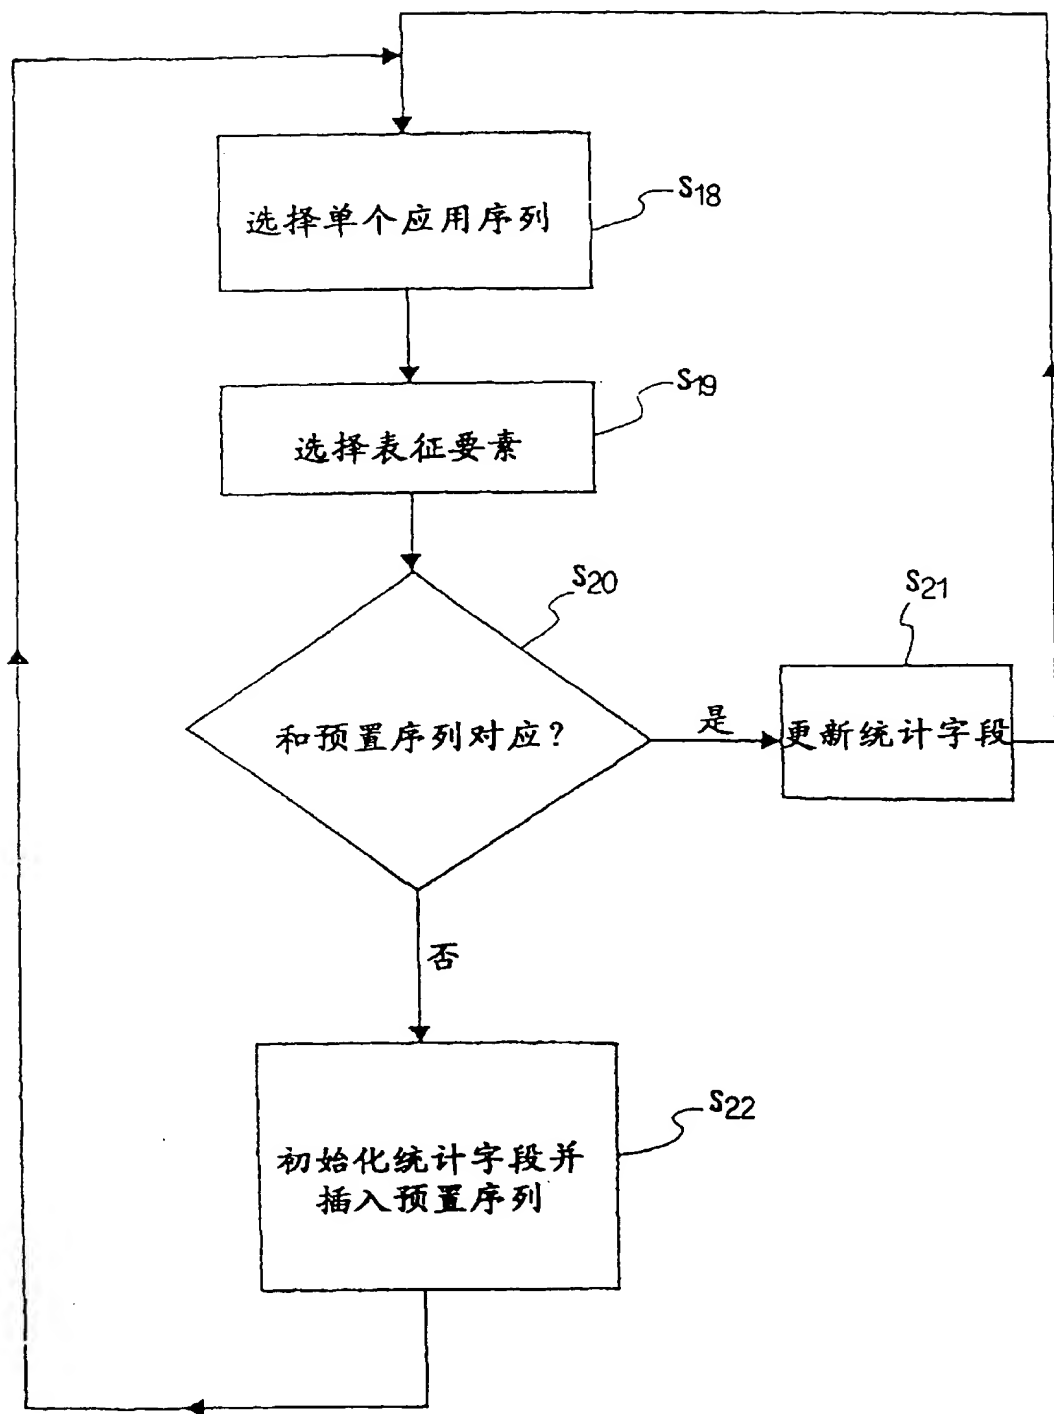 选择单个应用序列
S18
选择表征要素
S19
S20
和预置序列对应?
是
S21
更新统计字段
否
S22
初始化统计字段并
插入预置序列